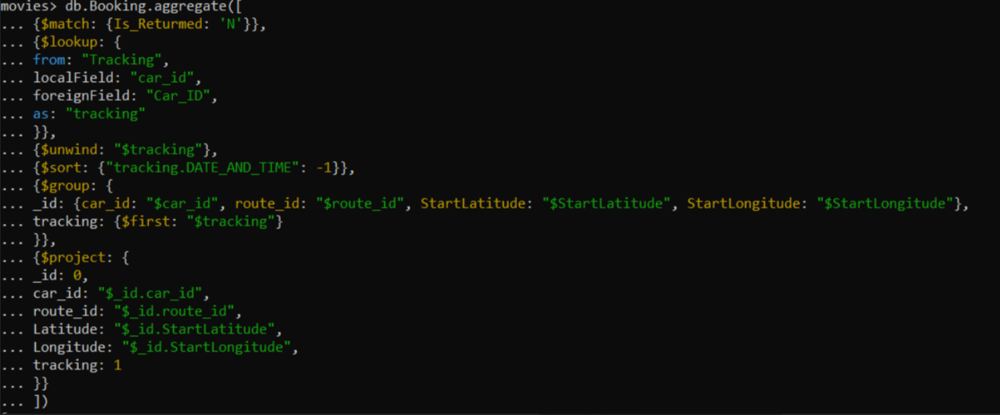 movies> db.Booking.aggregate([
... {$match: {Is_Returmed: 'N'}},
... {$lookup: {
... from: "Tracking",
... localField: "car_id",
... foreignField: "Car_ID",
... as: "tracking"
... }},
... {$unwind: "$tracking"},
... {$sort: {"tracking.DATE_AND_TIME": -1}},
... {$group: {
... _id: {car_id: "$car_id", route_id: "$route_id", StartLatitude: "$StartLatitude", StartLongitude: "$StartLongitude"},
... tracking: {$first: "$tracking"}
... }},
... {$project: {
... _id: 0,
... car_id: "$_id.car_id",
... route_id: "$_id.route_id",
... Latitude: "$_id.StartLatitude",
... Longitude: "$_id.StartLongitude",
... tracking: 1
... }}
... ])